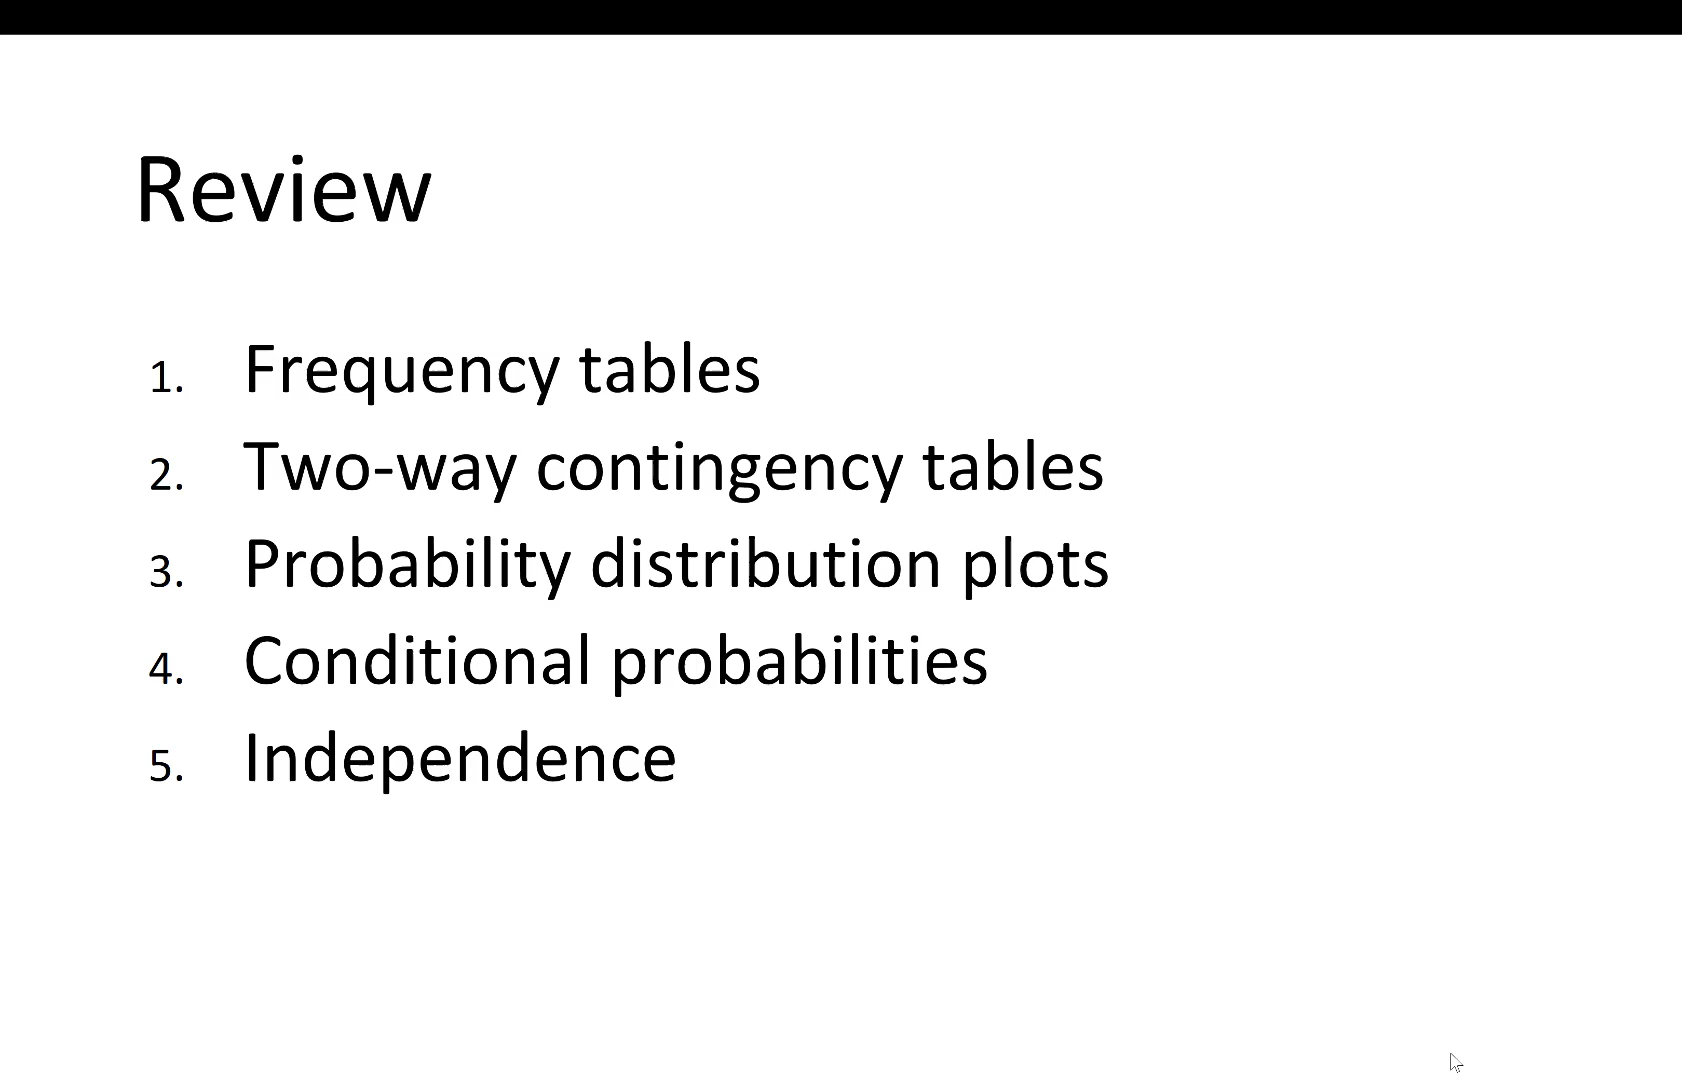 Review
1. Frequency tables
2. Two-way contingency tables
3. Probability distribution plots
4. Conditional probabilities
5. Independence